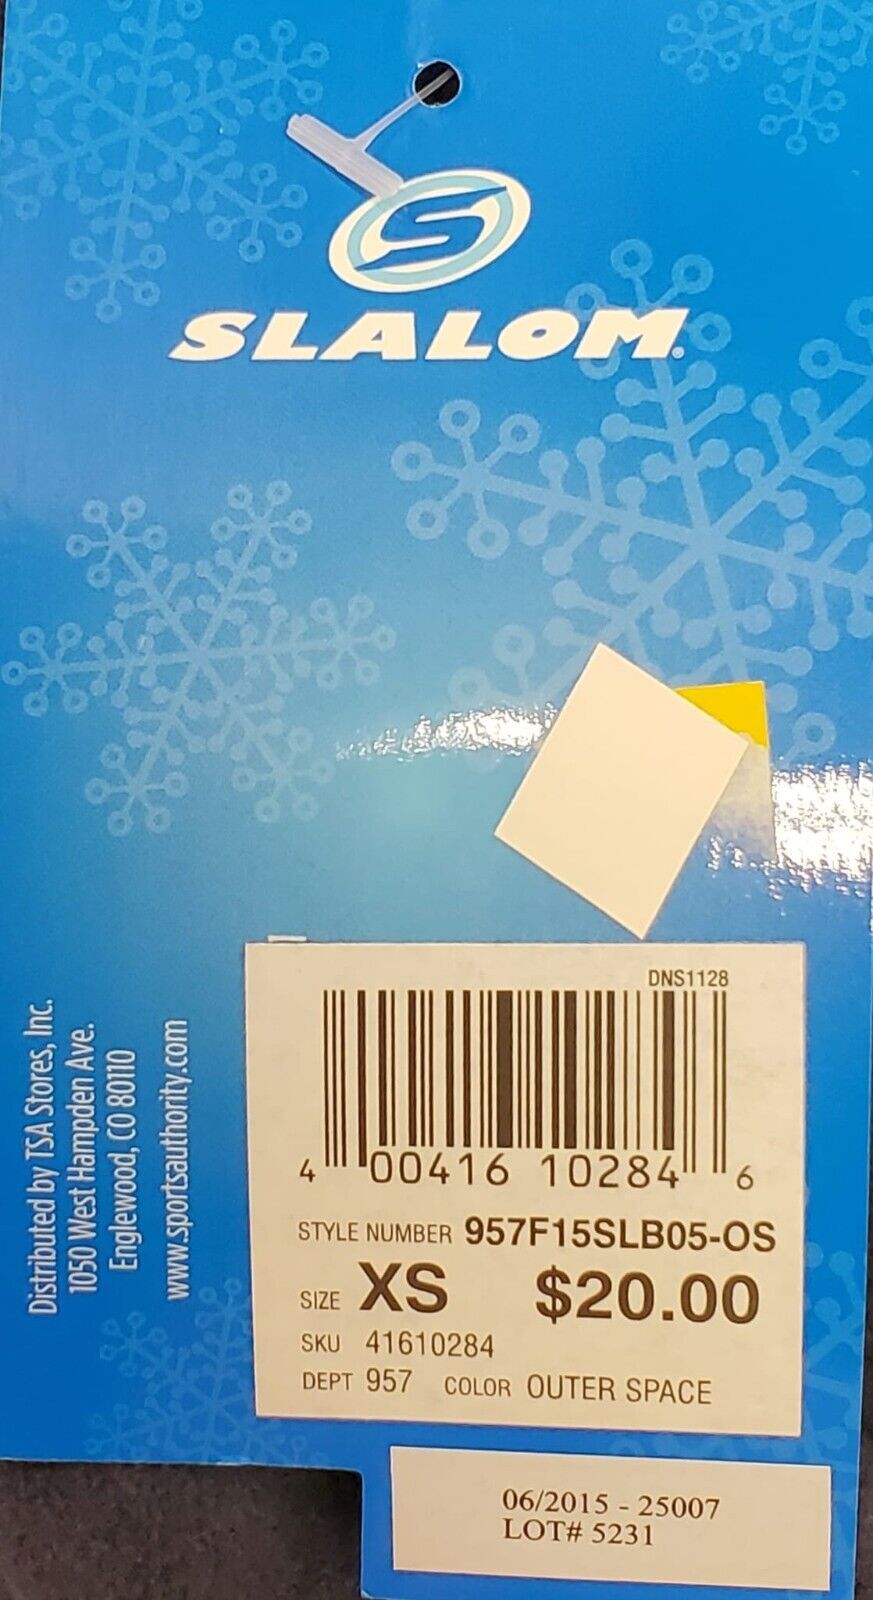 SLALOM.
Distributed by TSA Stores, Inc.
1050 West Hampden Ave.
Englewood, CO 80110
www.sportsauthority.com
DNS1128
4 00416 10284 6
STYLE NUMBER 957F15SLB05-OS
SIZE XS $20.00
SKU 41610284
DEPT 957 COLOR OUTER SPACE
06/2015 - 25007
LOT# 5231